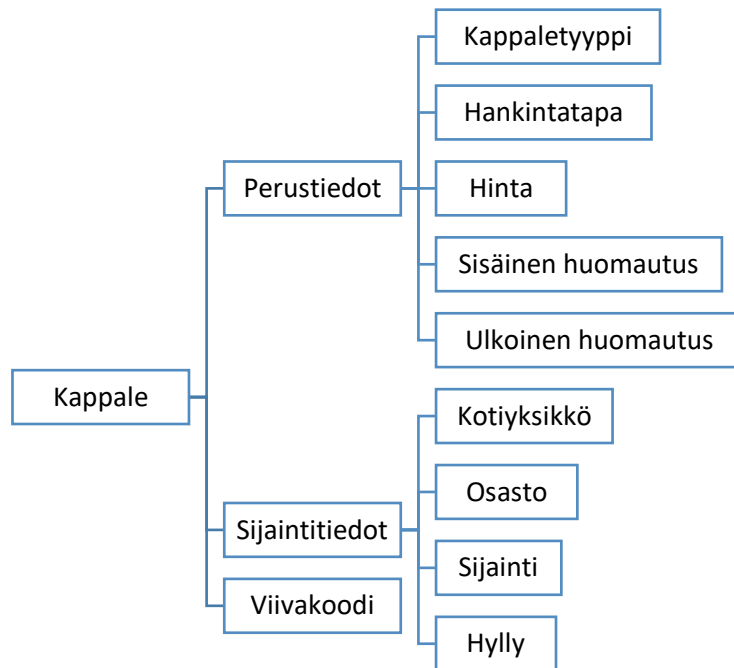 Kappale
Perustiedot
Kappaletyyppi
Hankintatapa
Hinta
Sisäinen huomautus
Ulkoinen huomautus
Sijaintitiedot
Kotiyksikkö
Osasto
Sijainti
Hylly
Viivakoodi